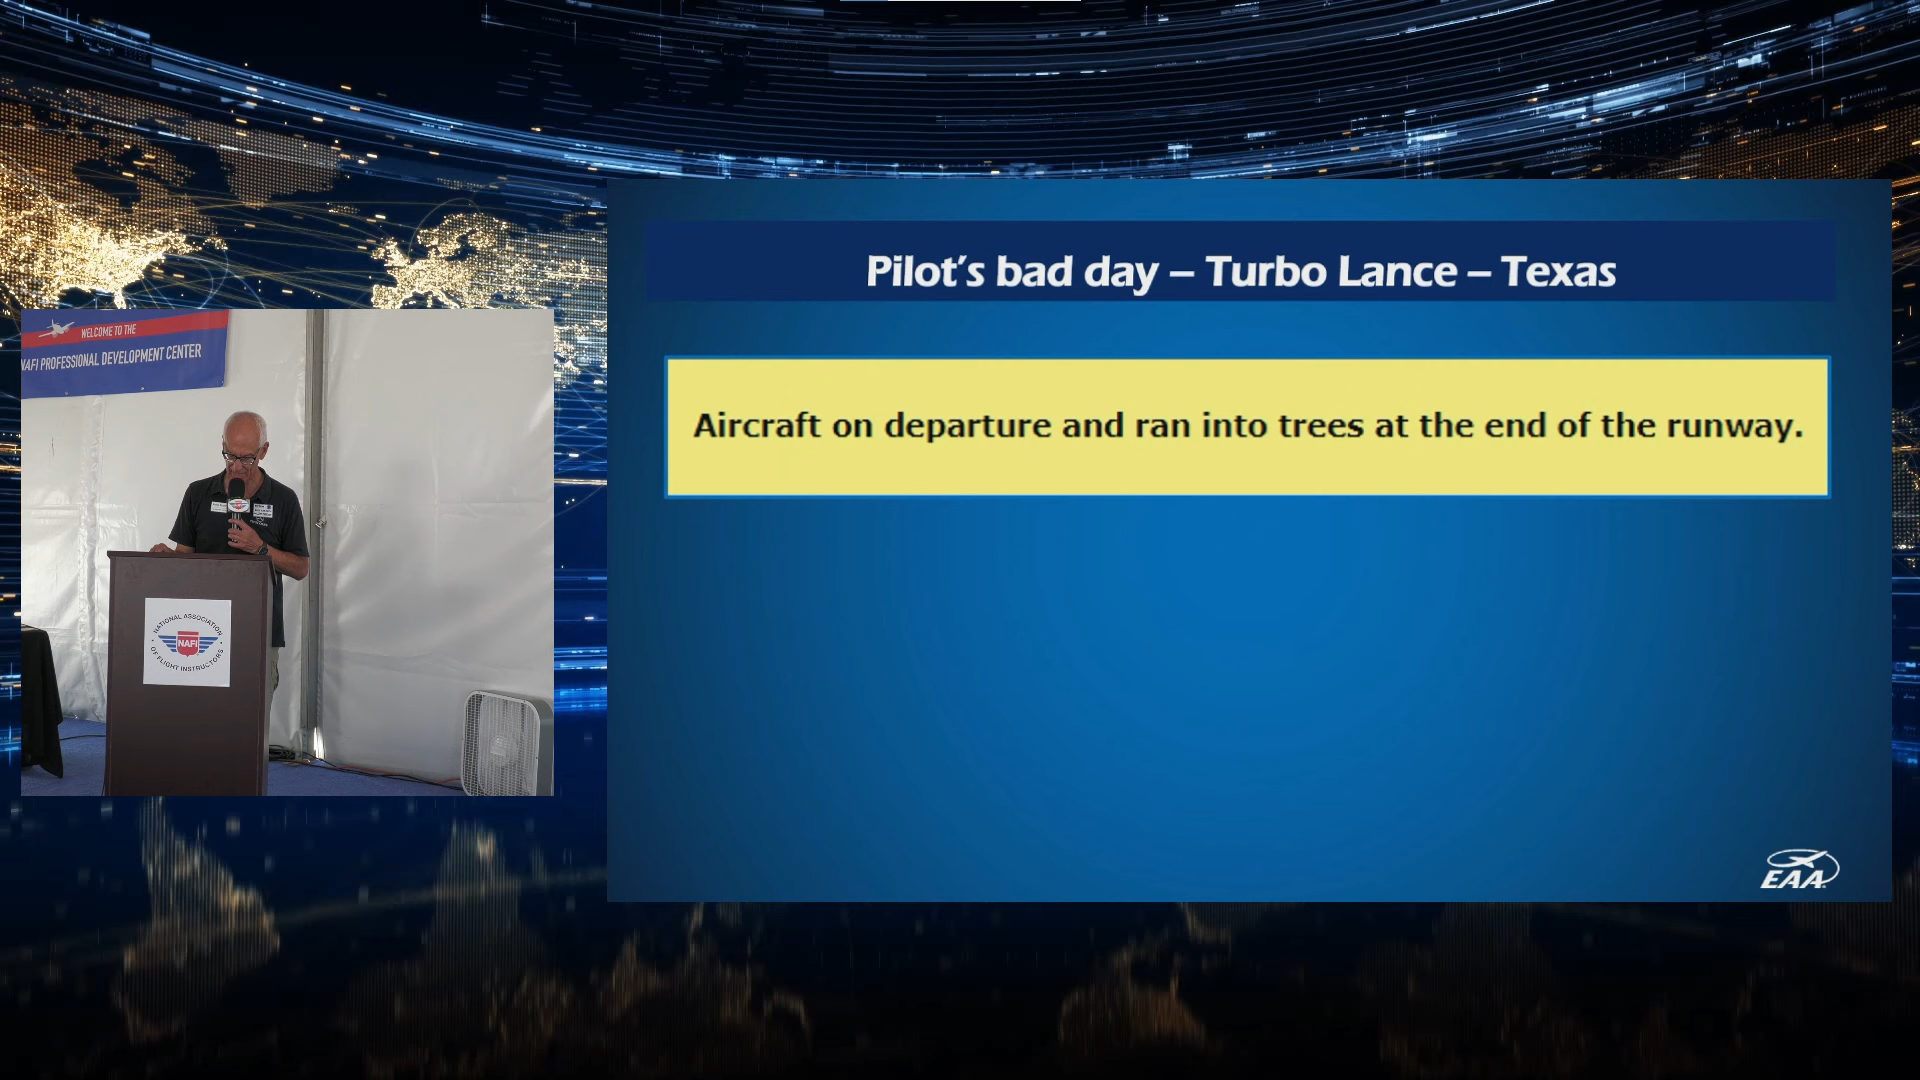 WELCOME TO THE
NAFI PROFESSIONAL DEVELOPMENT CENTER
NATIONAL ASSOCIATION
NAFI
OF FLIGHT INSTRUCTORS
Pilot's bad day – Turbo Lance – Texas
Aircraft on departure and ran into trees at the end of the runway.
EAA